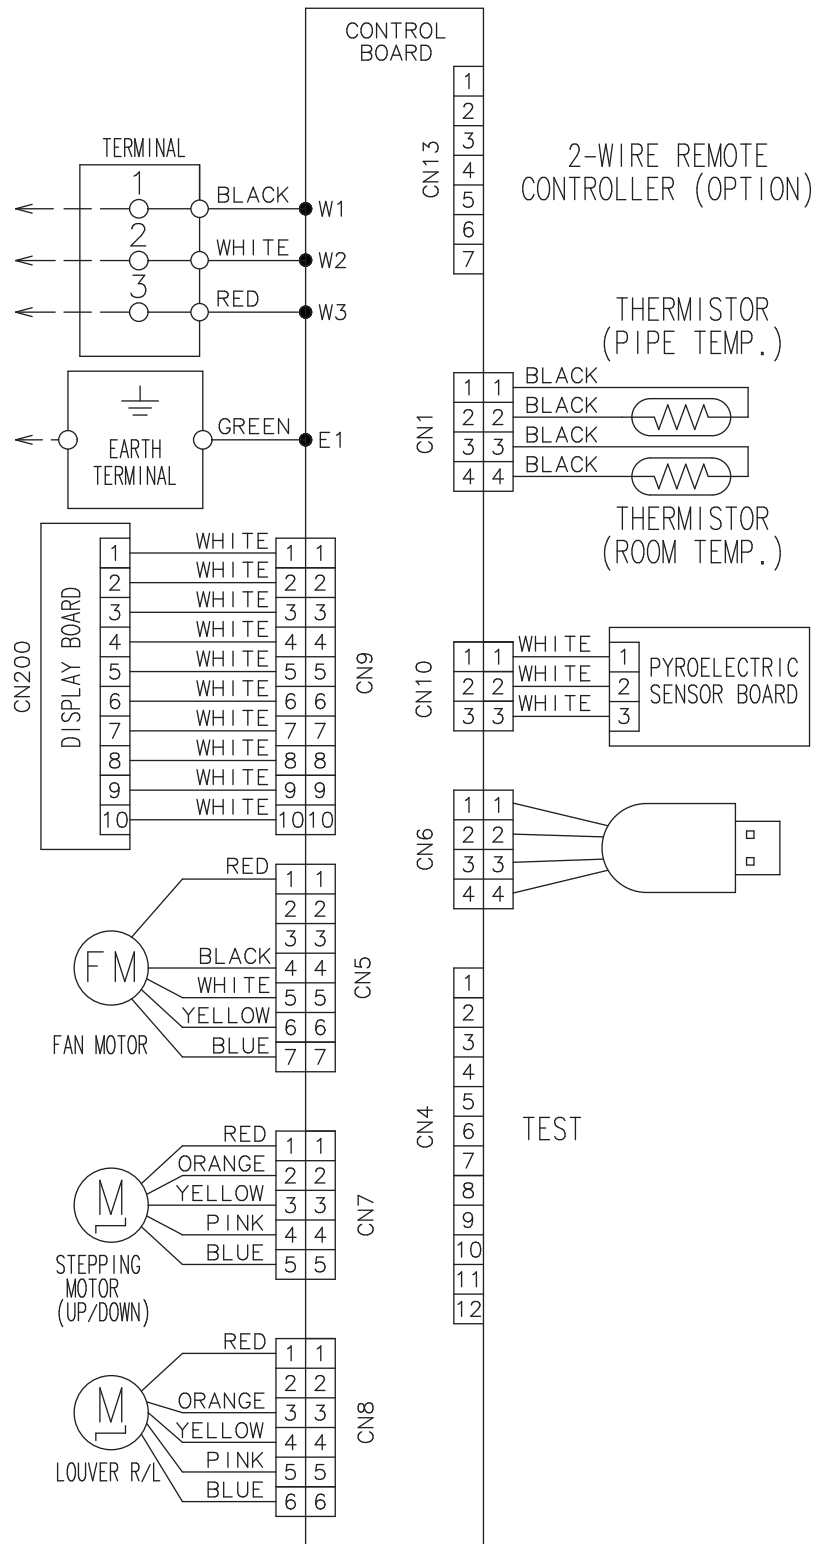 CONTROL
BOARD
CN13
1
2
3
4
5
6
7
2-WIRE REMOTE
CONTROLLER (OPTION)
TERMINAL
1
BLACK
W1
2
WHITE
W2
3
RED
W3
EARTH
TERMINAL
GREEN
E1
THERMISTOR
(PIPE TEMP.)
CN1
1 1 BLACK
2 2 BLACK
3 3 BLACK
4 4 BLACK
THERMISTOR
(ROOM TEMP.)
CN200
DISPLAY BOARD
1 WHITE 1 1
2 WHITE 2 2
3 WHITE 3 3
4 WHITE 4 4
5 WHITE 5 5
6 WHITE 6 6
7 WHITE 7 7
8 WHITE 8 8
9 WHITE 9 9
10 WHITE 10 10
CN9
CN10
1 1 WHITE 1
2 2 WHITE 2
3 3 WHITE 3
PYROELECTRIC
SENSOR BOARD
CN6
1 1
2 2
3 3
4 4
FM
FAN MOTOR
RED 1 1
2 2
3 3
BLACK 4 4
WHITE 5 5
YELLOW 6 6
BLUE 7 7
CN5
CN4
1
2
3
4
5
6
7
8
9
10
11
12
TEST
M
STEPPING
MOTOR
(UP/DOWN)
RED 1 1
ORANGE 2 2
YELLOW 3 3
PINK 4 4
BLUE 5 5
CN7
M
LOUVER R/L
RED 1 1
2 2
ORANGE 3 3
YELLOW 4 4
PINK 5 5
BLUE 6 6
CN8